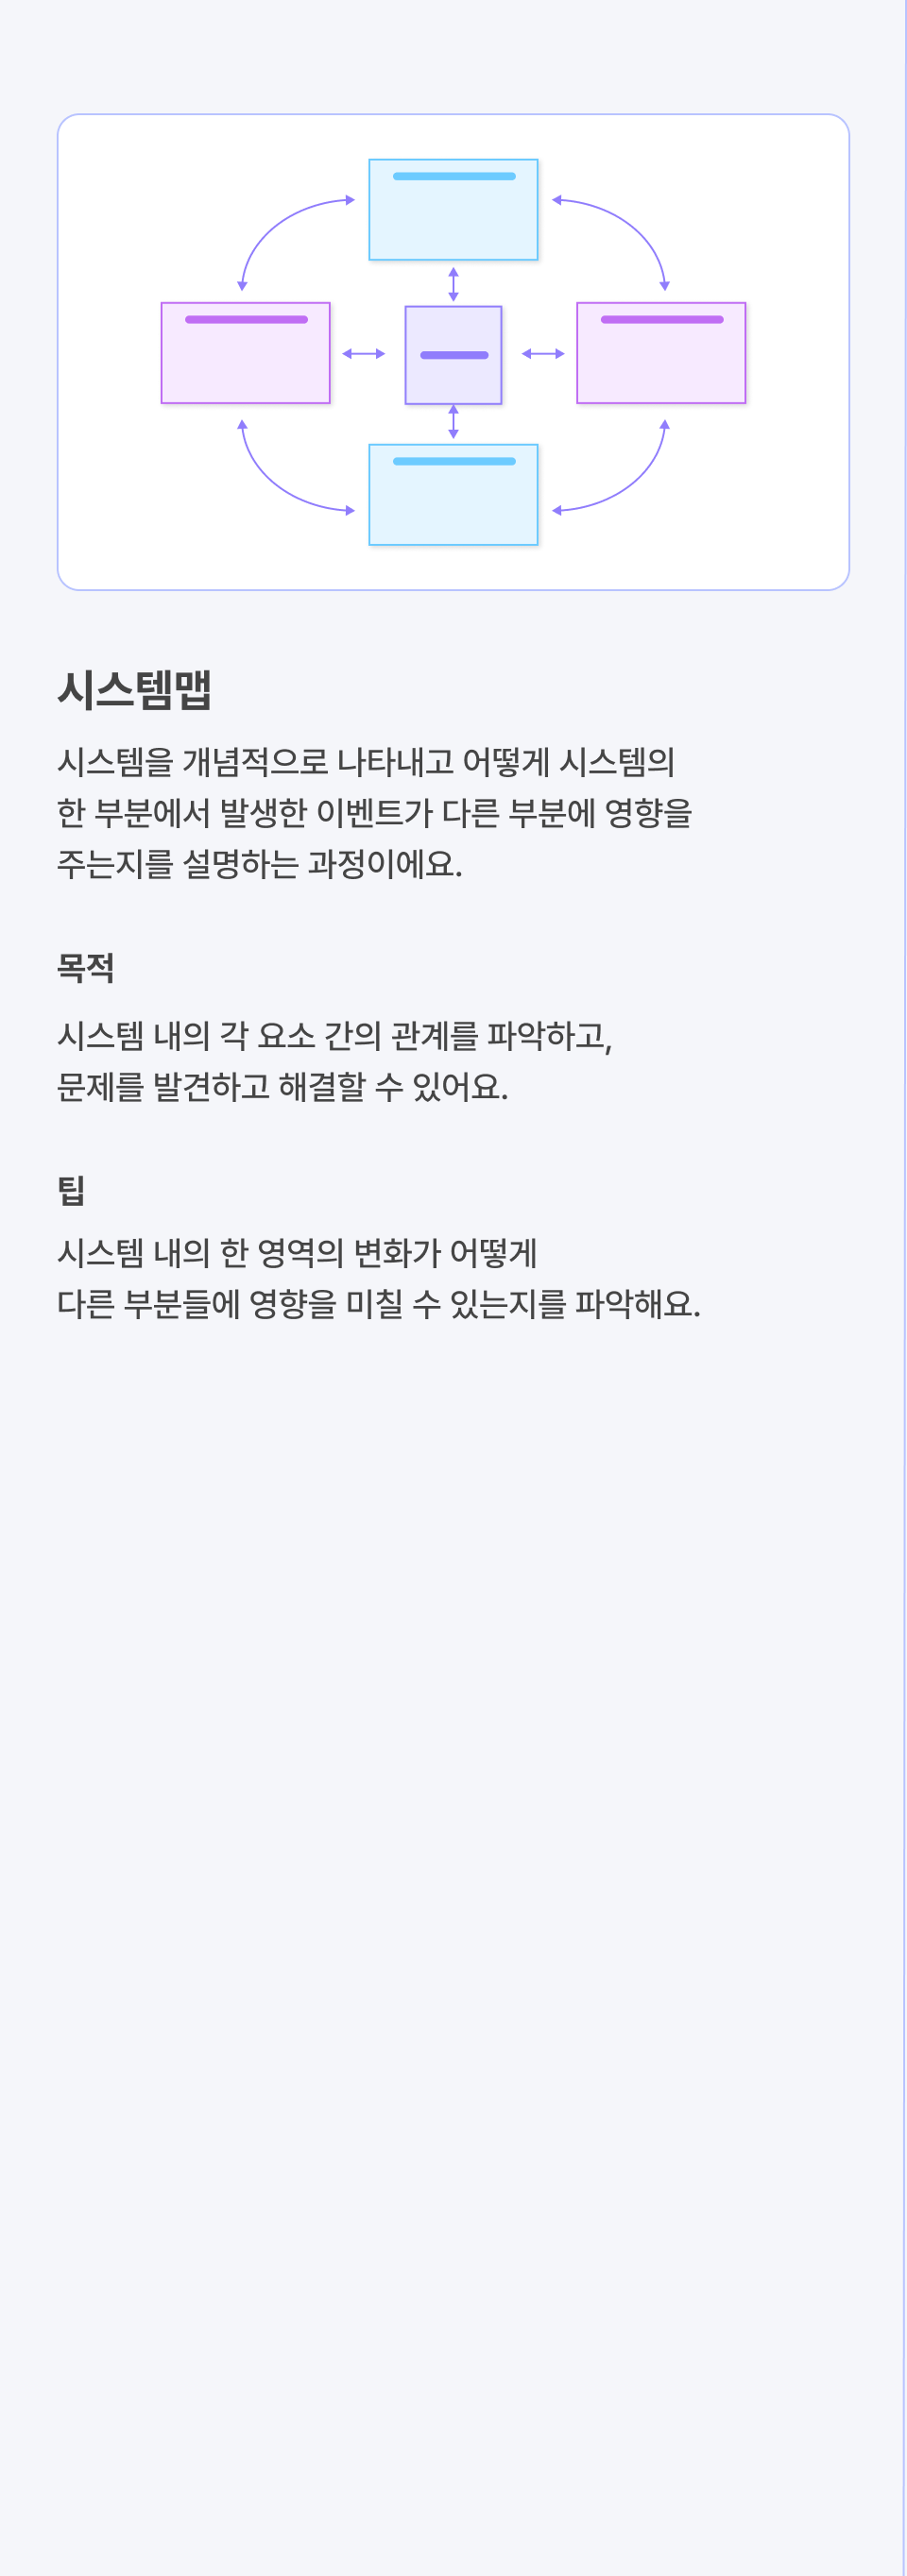 시스템맵
시스템을 개념적으로 나타내고 어떻게 시스템의
한 부분에서 발생한 이벤트가 다른 부분에 영향을
주는지를 설명하는 과정이에요.
목적
시스템 내의 각 요소 간의 관계를 파악하고,
문제를 발견하고 해결할 수 있어요.
팁
시스템 내의 한 영역의 변화가 어떻게
다른 부분들에 영향을 미칠 수 있는지를 파악해요.